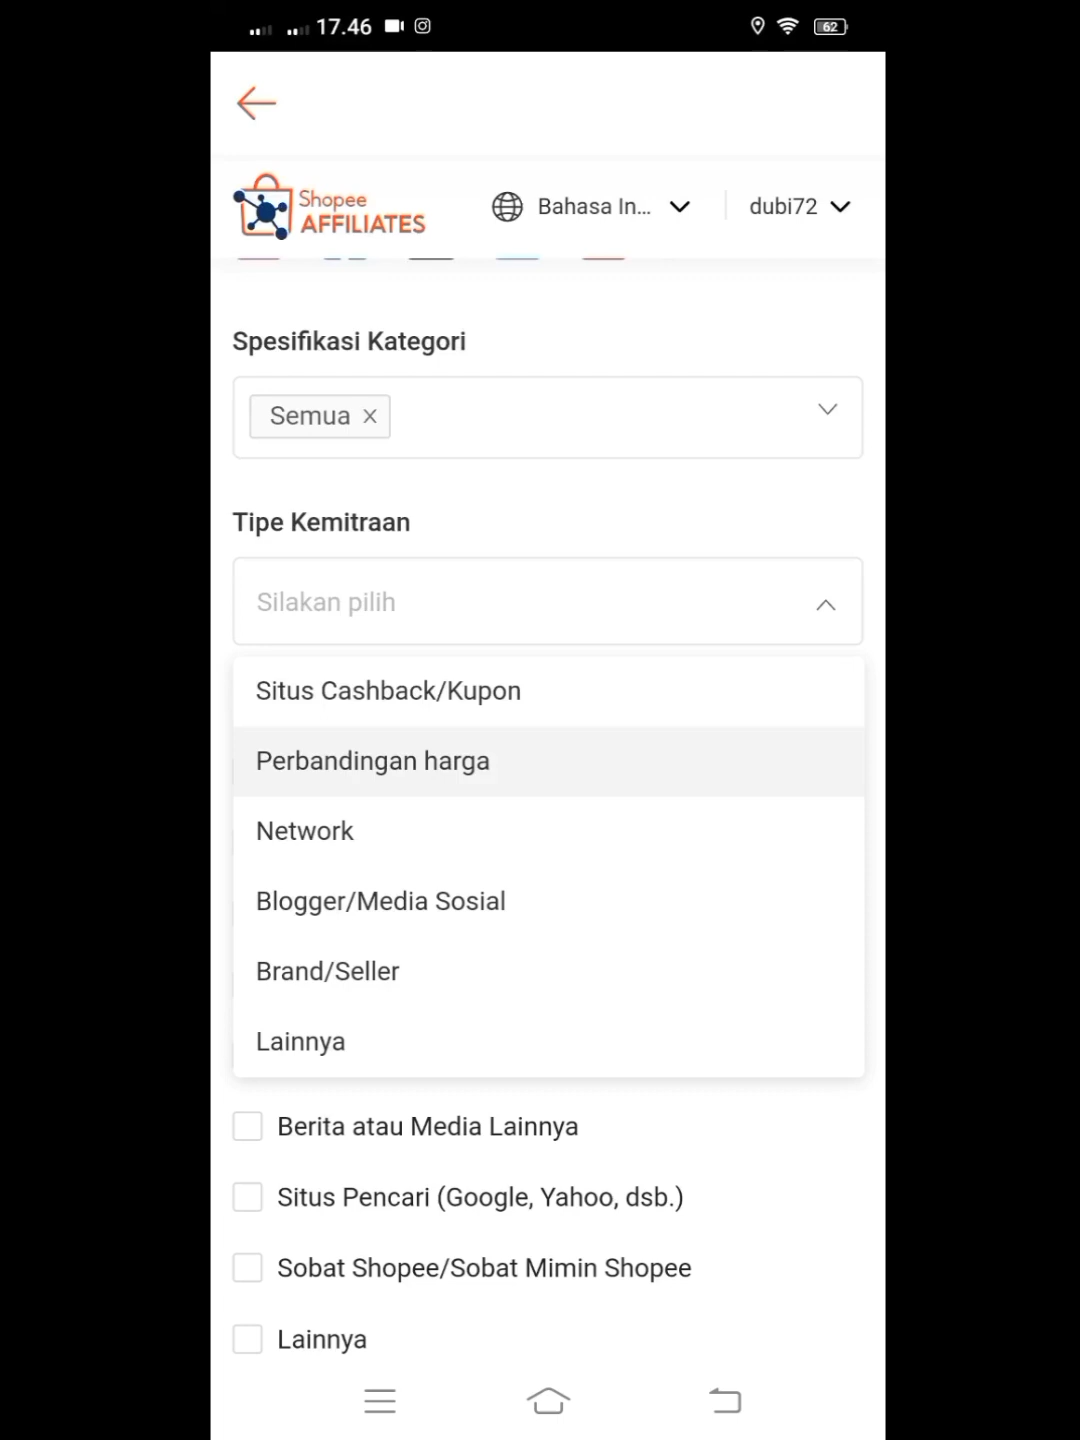 17.46
62
Shopee
AFFILIATES
Bahasa In...
dubi72
Spesifikasi Kategori
Semua
Tipe Kemitraan
Silakan pilih
Situs Cashback/Kupon
Perbandingan harga
Network
Blogger/Media Sosial
Brand/Seller
Lainnya
Berita atau Media Lainnya
Situs Pencari (Google, Yahoo, dsb.)
Sobat Shopee/Sobat Mimin Shopee
Lainnya